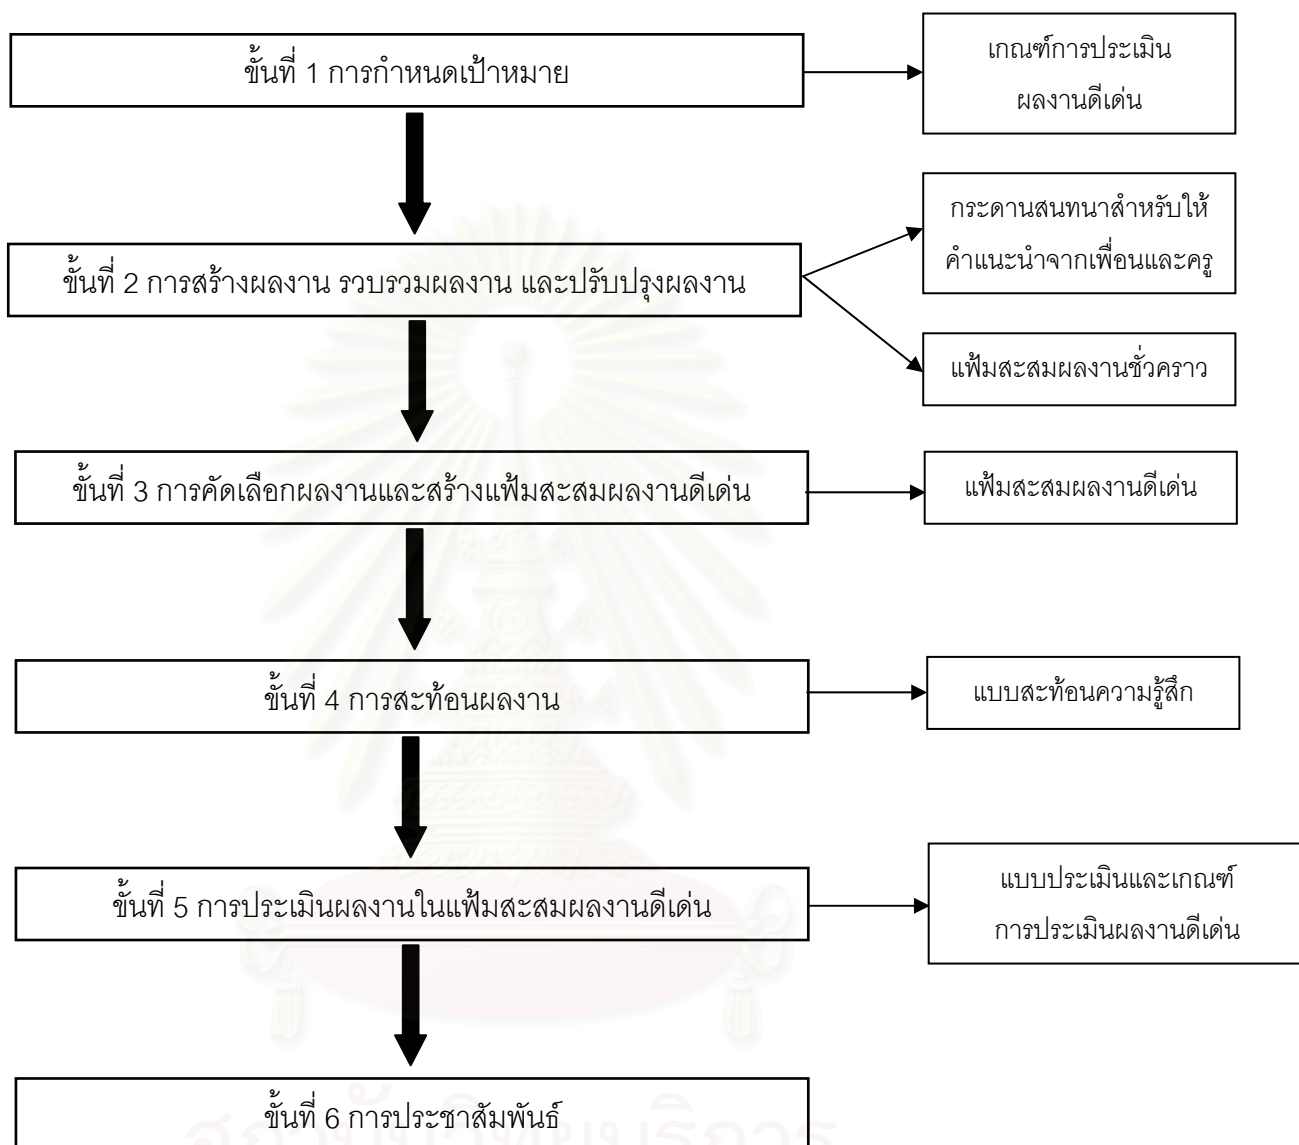 ขั้นที่ 1 การกำหนดเป้าหมาย
เกณฑ์การประเมิน
ผลงานดีเด่น
กระดานสนทนาสำหรับให้
คำแนะนำจากเพื่อนและครู
ขั้นที่ 2 การสร้างผลงาน รวบรวมผลงาน และปรับปรุงผลงาน
แฟ้มสะสมผลงานชั่วคราว
ขั้นที่ 3 การคัดเลือกผลงานและสร้างแฟ้มสะสมผลงานดีเด่น
แฟ้มสะสมผลงานดีเด่น
ขั้นที่ 4 การสะท้อนผลงาน
แบบสะท้อนความรู้สึก
ขั้นที่ 5 การประเมินผลงานในแฟ้มสะสมผลงานดีเด่น
แบบประเมินและเกณฑ์
การประเมินผลงานดีเด่น
ขั้นที่ 6 การประชาสัมพันธ์
สถาบันวิทยบริการ